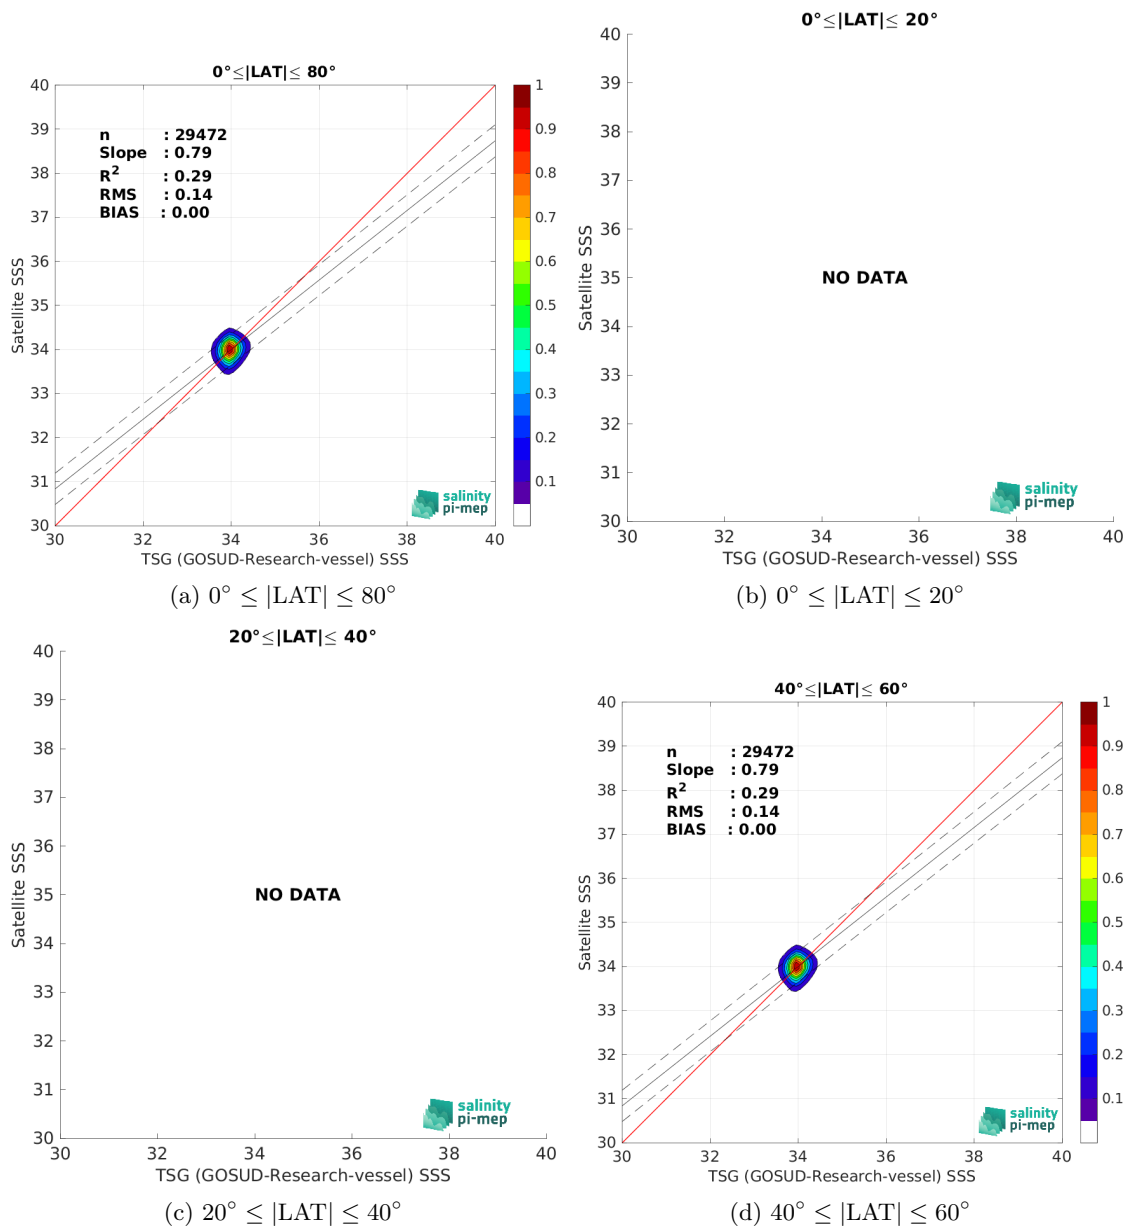 0°≤|LAT|≤ 80°
40
39
38
37
36
35
34
33
32
31
30
Satellite SSS
n : 29472
Slope : 0.79
R² : 0.29
RMS : 0.14
BIAS : 0.00
1
0.9
0.8
0.7
0.6
0.5
0.4
0.3
0.2
0.1
salinity
pi-mep
30 32 34 36 38 40
TSG (GOSUD-Research-vessel) SSS
(a) 0° ≤ |LAT| ≤ 80°
0°≤|LAT|≤ 20°
40
39
38
37
36
35
34
33
32
31
30
Satellite SSS
NO DATA
salinity
pi-mep
30 32 34 36 38 40
TSG (GOSUD-Research-vessel) SSS
(b) 0° ≤ |LAT| ≤ 20°
20°≤|LAT|≤ 40°
40
39
38
37
36
35
34
33
32
31
30
Satellite SSS
NO DATA
salinity
pi-mep
30 32 34 36 38 40
TSG (GOSUD-Research-vessel) SSS
(c) 20° ≤ |LAT| ≤ 40°
40°≤|LAT|≤ 60°
40
39
38
37
36
35
34
33
32
31
30
Satellite SSS
n : 29472
Slope : 0.79
R² : 0.29
RMS : 0.14
BIAS : 0.00
1
0.9
0.8
0.7
0.6
0.5
0.4
0.3
0.2
0.1
salinity
pi-mep
30 32 34 36 38 40
TSG (GOSUD-Research-vessel) SSS
(d) 40° ≤ |LAT| ≤ 60°